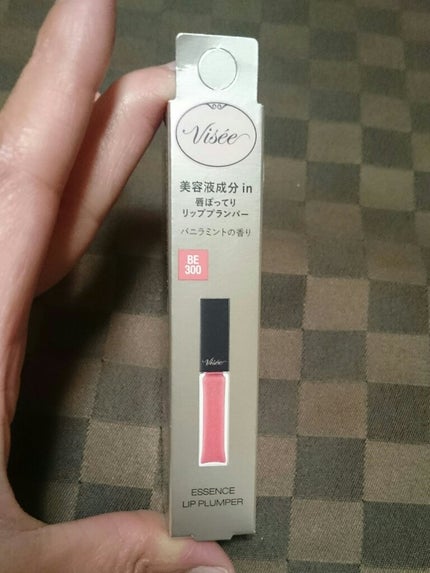 Visée
美容液成分 in
唇ぽってり
リッププランパー
バニラミントの香り
BE
300
Visée
ESSENCE
LIP PLUMPER